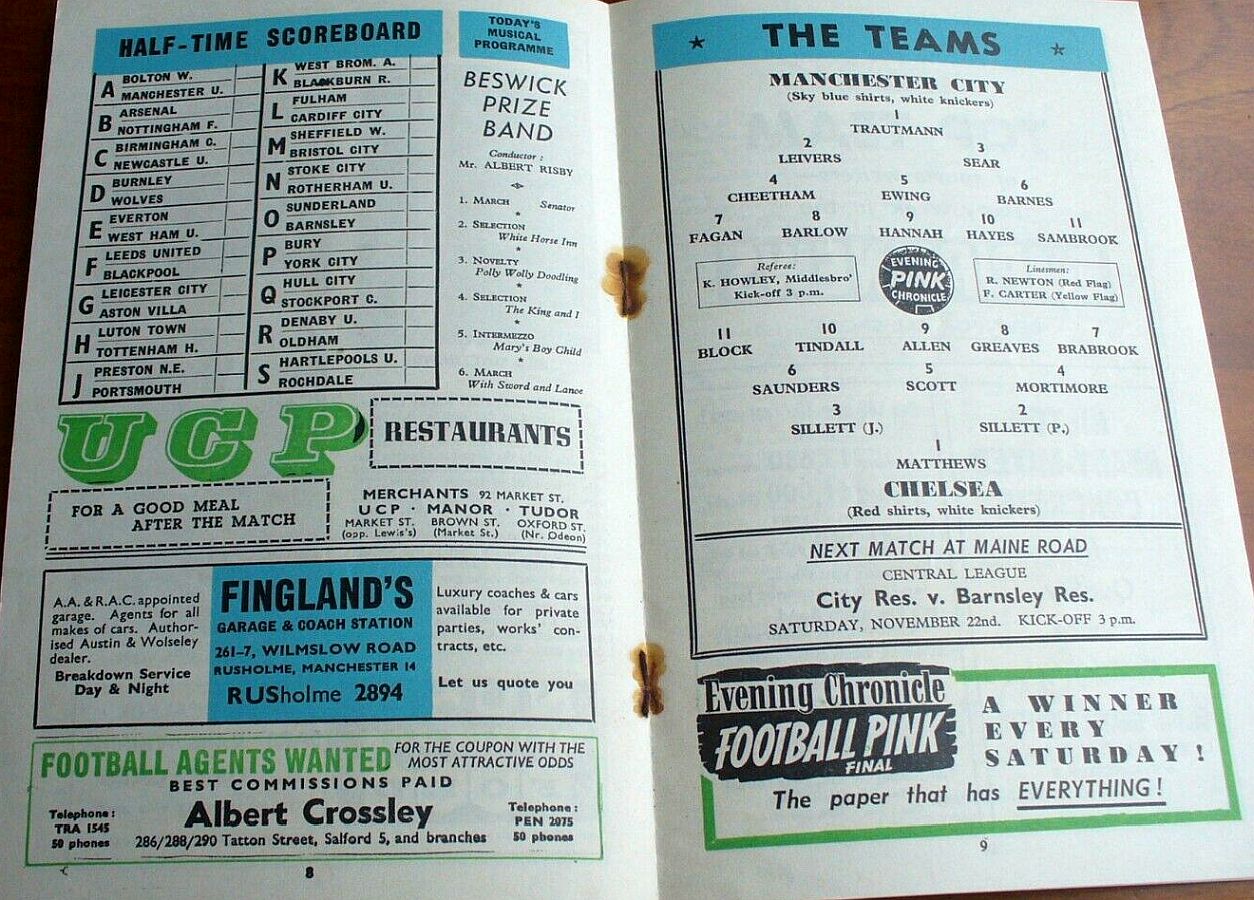 HALF-TIME SCOREBOARD
A BOLTON W.
MANCHESTER U.
B ARSENAL
NOTTINGHAM F.
C BIRMINGHAM C.
NEWCASTLE U.
D BURNLEY
WOLVES
E EVERTON
WEST HAM U.
F LEEDS UNITED
BLACKPOOL
G LEICESTER CITY
ASTON VILLA
H LUTON TOWN
TOTTENHAM H.
J PRESTON N.E.
PORTSMOUTH
K WEST BROM. A.
BLACKBURN R.
L FULHAM
CARDIFF CITY
M SHEFFIELD W.
BRISTOL CITY
N STOKE CITY
ROTHERHAM U.
O SUNDERLAND
BARNSLEY
P BURY
YORK CITY
Q HULL CITY
STOCKPORT C.
R DENABY U.
OLDHAM
S HARTLEPOOLS U.
ROCHDALE
TODAY'S
MUSICAL
PROGRAMME
BESWICK
PRIZE
BAND
Conductor :
Mr. ALBERT RISBY
1. MARCH Senator
2. SELECTION
White Horse Inn
3. NOVELTY
Polly Wolly Doodling
4. SELECTION
The King and I
5. INTERMEZZO
Mary's Boy Child
6. MARCH
With Sword and Lance
UCP
RESTAURANTS
FOR A GOOD MEAL
AFTER THE MATCH
MERCHANTS 92 MARKET ST.
UCP · MANOR · TUDOR
MARKET ST. BROWN ST. OXFORD ST.
(opp. Lewis's) (Market St.) (Nr. Odeon)
A.A. & R.A.C. appointed
garage. Agents for all
makes of cars. Author-
ised Austin & Wolseley
dealer.
Breakdown Service
Day & Night
FINGLAND'S
GARAGE & COACH STATION
261-7, WILMSLOW ROAD
RUSHOLME, MANCHESTER 14
RUSholme 2894
Luxury coaches & cars
available for private
parties, works' con-
tracts, etc.
Let us quote you
FOOTBALL AGENTS WANTED
FOR THE COUPON WITH THE
MOST ATTRACTIVE ODDS
BEST COMMISSIONS PAID
Telephone :
TRA 1545
50 phones
Albert Crossley
286/288/290 Tatton Street, Salford 5, and branches
Telephone :
PEN 2075
50 phones
8
★ THE TEAMS ★
MANCHESTER CITY
(Sky blue shirts, white knickers)
1
TRAUTMANN
2 3
LEIVERS SEAR
4 5 6
CHEETHAM EWING BARNES
7 8 9 10 11
FAGAN BARLOW HANNAH HAYES SAMBROOK
Referee:
K. HOWLEY, Middlesbro'
Kick-off 3 p.m.
EVENING
PINK
CHRONICLE
Linesmen:
R. NEWTON (Red Flag)
F. CARTER (Yellow Flag)
11 10 9 8 7
BLOCK TINDALL ALLEN GREAVES BRABROOK
6 5 4
SAUNDERS SCOTT MORTIMORE
3 2
SILLETT (J.) SILLETT (P.)
1
MATTHEWS
CHELSEA
(Red shirts, white knickers)
NEXT MATCH AT MAINE ROAD
CENTRAL LEAGUE
City Res. v. Barnsley Res.
SATURDAY, NOVEMBER 22nd. KICK-OFF 3 p.m.
Evening Chronicle
FOOTBALL PINK
FINAL
A WINNER
EVERY
SATURDAY !
The paper that has EVERYTHING !
9